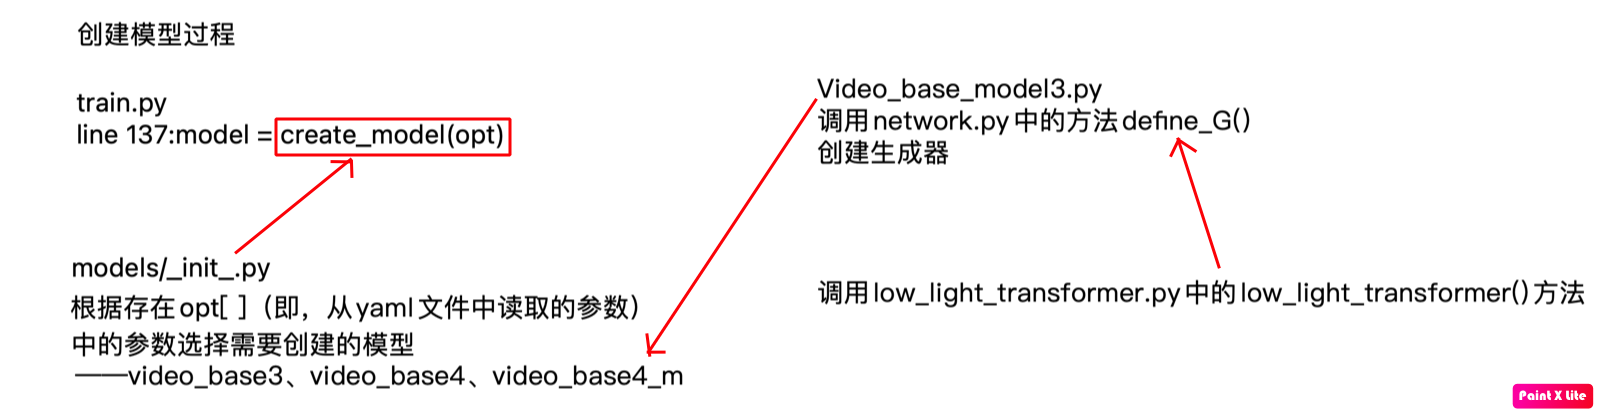 创建模型过程
train.py
line 137:model = create_model(opt)
models/_init_.py
根据存在opt[ ]（即，从yaml文件中读取的参数）
中的参数选择需要创建的模型
——video_base3、video_base4、video_base4_m
Video_base_model3.py
调用network.py中的方法define_G()
创建生成器
调用low_light_transformer.py中的low_light_transformer()方法
Paint X Lite